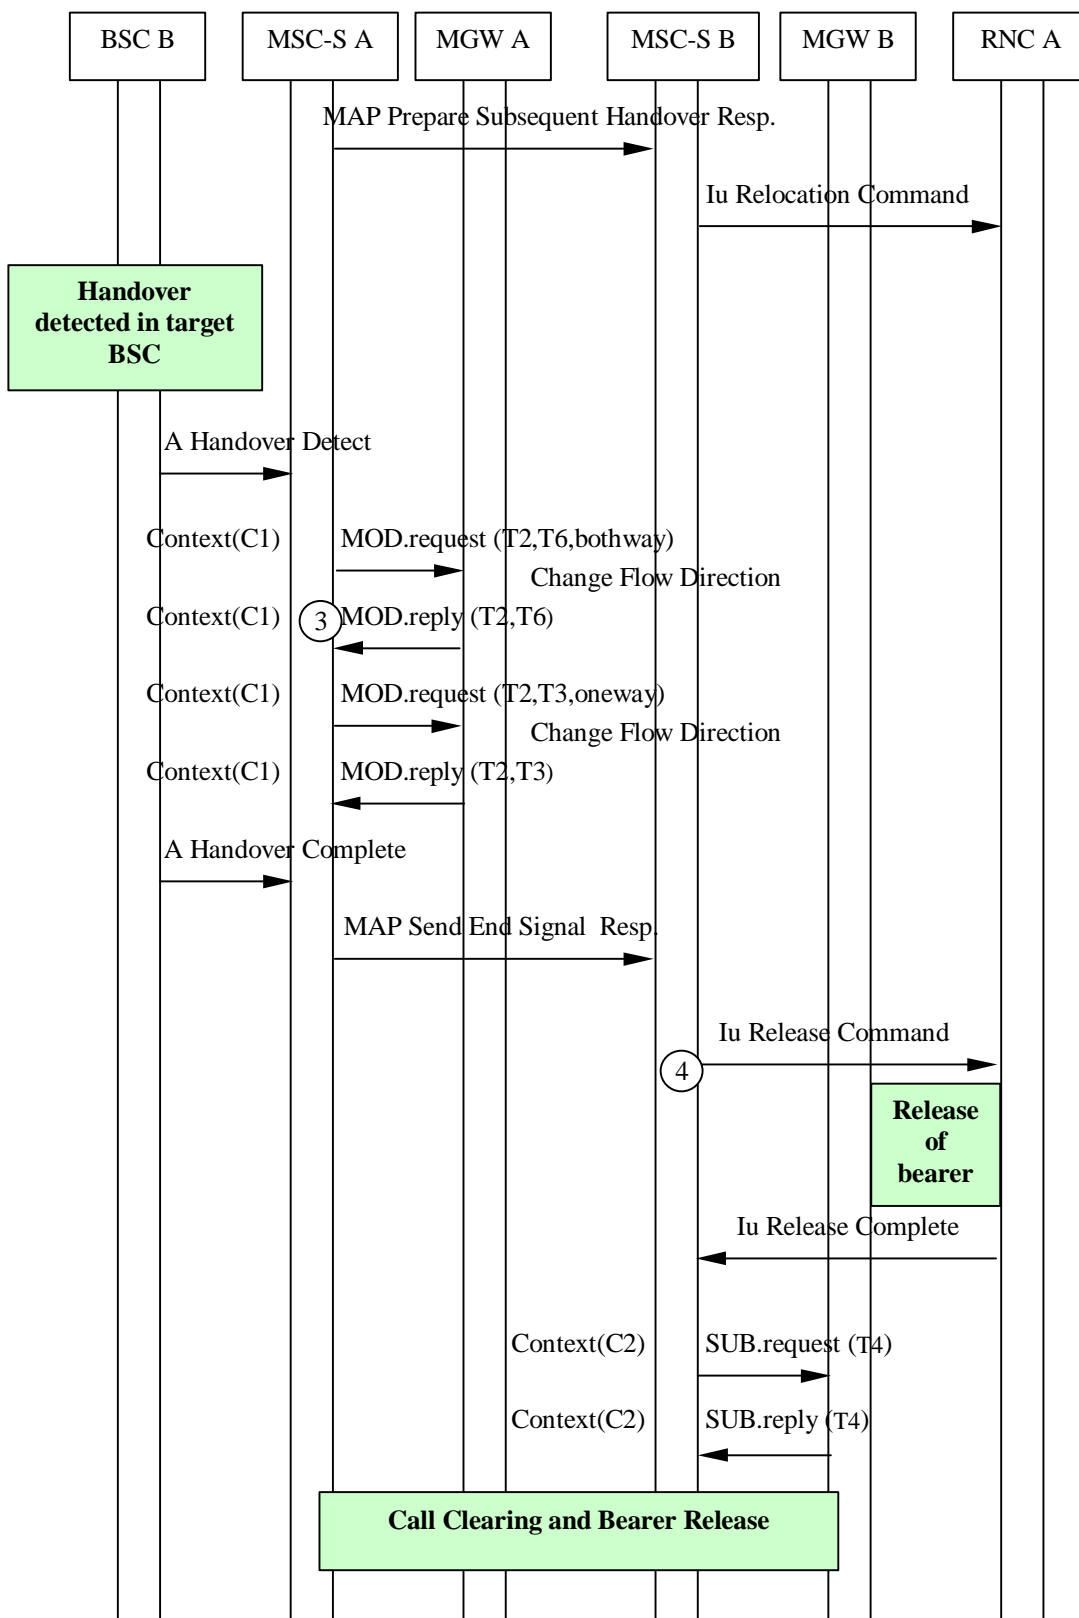 BSC B MSC-S A MGW A MSC-S B MGW B RNC A
MAP Prepare Subsequent Handover Resp.
Iu Relocation Command
Handover
detected in target
BSC
A Handover Detect
Context(C1) MOD.request (T2,T6,bothway)
Change Flow Direction
Context(C1) 3 MOD.reply (T2,T6)
Context(C1) MOD.request (T2,T3,oneway)
Change Flow Direction
Context(C1) MOD.reply (T2,T3)
A Handover Complete
MAP Send End Signal Resp.
Iu Release Command
4
Release
of
bearer
Iu Release Complete
Context(C2) SUB.request (T4)
Context(C2) SUB.reply (T4)
Call Clearing and Bearer Release